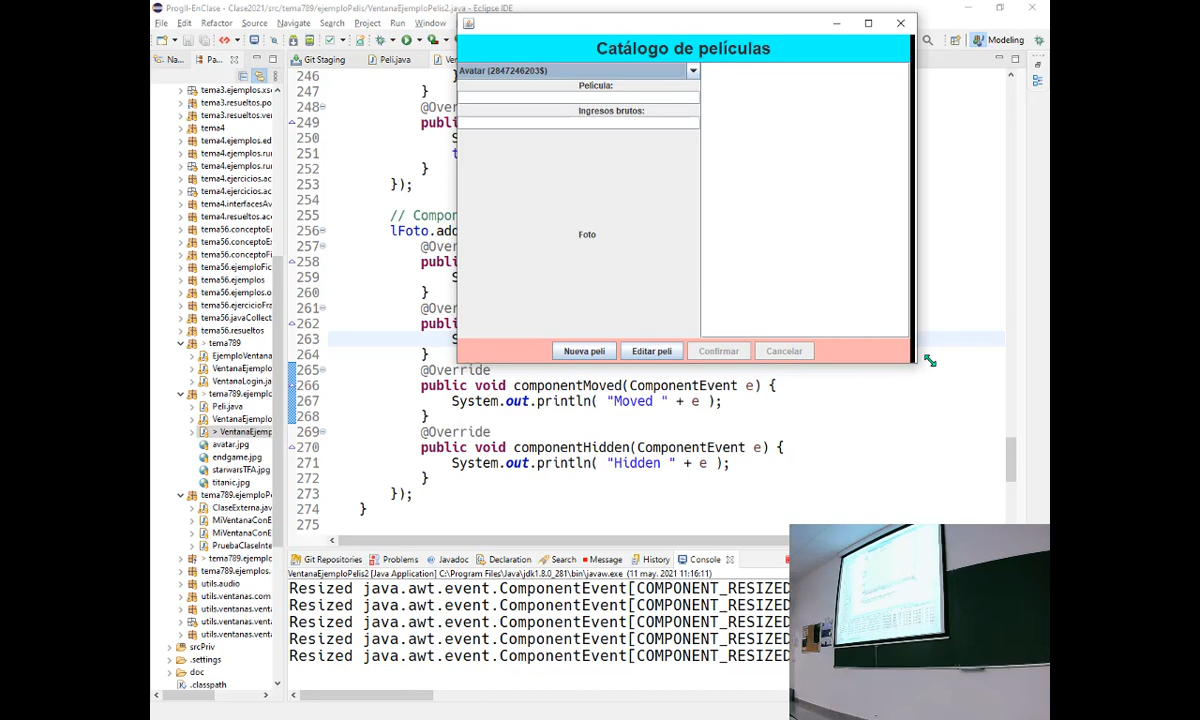 ProgII-EnClase - Clase2021/src/tema789/ejemploPelis/VentanaEjemploPelis2.java - Eclipse IDE
File Edit Refactor Source Navigate Search Project Run Window
Modeling
Na...
Pa...
Git Staging
Peli.java
Catálogo de películas
Avatar (2847246203$)
Película:
Ingresos brutos:
Foto
Nueva peli
Editar peli
Confirmar
Cancelar
tema3.ejemplos.xs
tema3.resueltos.po
tema3.resueltos.ve
tema4
tema4.ejemplos.ed
tema4.ejemplos.ru
tema4.ejemplos.ru
tema4.ejercicios.ac
tema4.ejercicios.ac
tema4.interfacesAv
tema4.resueltos.ac
tema56.conceptoE
tema56.conceptoE
tema56.conceptoFi
tema56.ejemploFic
tema56.ejemplos
tema56.ejemplos.o
tema56.ejercicioFra
tema56.javaCollect
tema56.resueltos
tema789
EjemploVentana
VentanaEjemplo
VentanaLogin.j
tema789.ejemplo
Peli.java
VentanaEjemplo
> VentanaEjemp
avatar.jpg
endgame.jpg
starwarsTFA.jpg
titanic.jpg
tema789.ejemploPe
ClaseExterna.jav
MiVentanaConE
MiVentanaConE
PruebaClaseInte
> tema789.ejemplo
tema789.ejemplos.
utils.audio
utils.ventanas.com
utils.ventanas.vent
utils.ventanas.vent
utils.ventanas.vent
srcPriv
.settings
doc
.classpath
246 }
247 }
248 @Over
249 publi
250 S
251 t
252 }
253 });
254
255 // Compo
256 lFoto.add
257 @Over
258 publi
259 S
260 }
261 @Over
262 publi
263 S
264 }
265 @Override
266 public void componentMoved(ComponentEvent e) {
267 System.out.println( "Moved " + e );
268 }
269 @Override
270 public void componentHidden(ComponentEvent e) {
271 System.out.println( "Hidden " + e );
272 }
273 });
274 }
275
Git Repositories Problems Javadoc Declaration Search Message History Console
VentanaEjemploPelis2 [Java Application] C:\Program Files\Java\jdk1.8.0_281\bin\javaw.exe (11 may. 2021 11:16:11)
Resized java.awt.event.ComponentEvent[COMPONENT_RESIZED
Resized java.awt.event.ComponentEvent[COMPONENT_RESIZED
Resized java.awt.event.ComponentEvent[COMPONENT_RESIZED
Resized java.awt.event.ComponentEvent[COMPONENT_RESIZED
Resized java.awt.event.ComponentEvent[COMPONENT_RESIZED